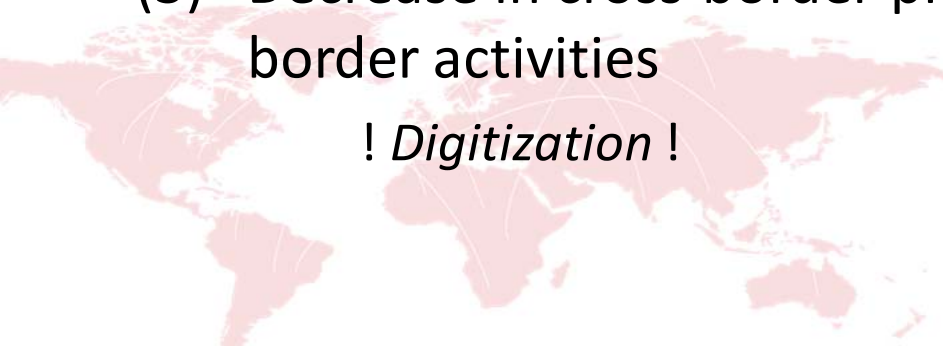 Decrease in cross-border
border activities
! Digitization !